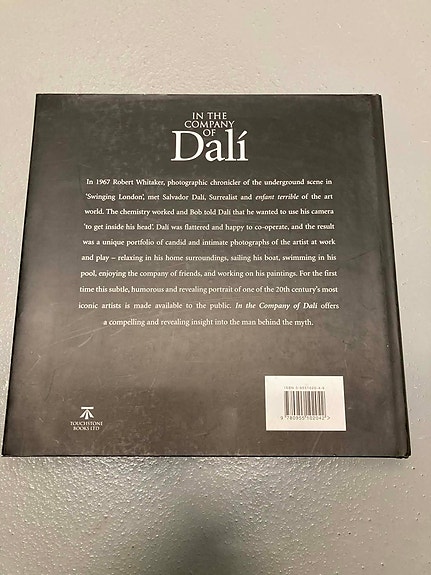 IN THE
COMPANY
OF
Dalí
In 1967 Robert Whitaker, photographic chronicler of the underground scene in
'Swinging London', met Salvador Dalí, Surrealist and enfant terrible of the art
world. The chemistry worked and Bob told Dalí that he wanted to use his camera
'to get inside his head'. Dalí was flattered and happy to co-operate, and the result
was a unique portfolio of candid and intimate photographs of the artist at work
and play – relaxing in his home surroundings, sailing his boat, swimming in his
pool, enjoying the company of friends, and working on his paintings. For the first
time this subtle, humorous and revealing portrait of one of the 20th century's most
iconic artists is made available to the public. In the Company of Dalí offers
a compelling and revealing insight into the man behind the myth.
TOUCHSTONE
BOOKS LTD
9 780955 102042 >